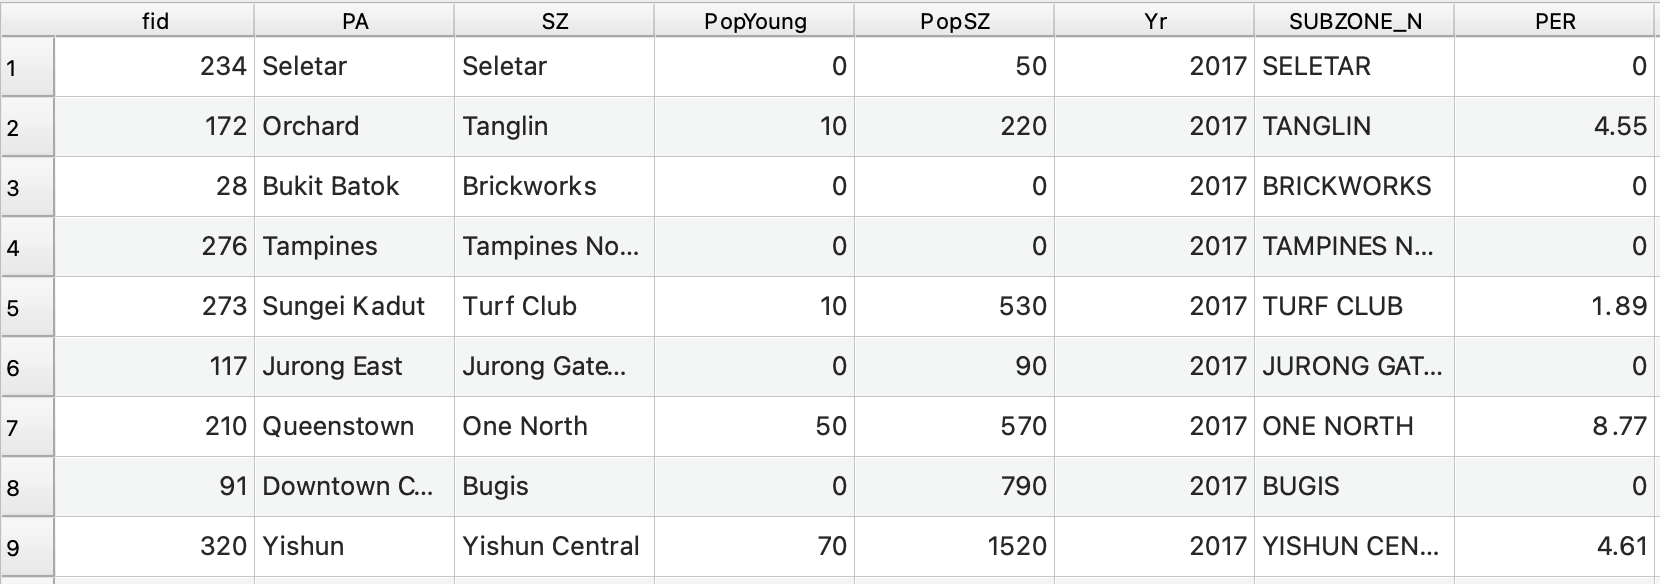 fid PA SZ PopYoung PopSZ Yr SUBZONE_N PER
1 234 Seletar Seletar 0 50 2017 SELETAR 0
2 172 Orchard Tanglin 10 220 2017 TANGLIN 4.55
3 28 Bukit Batok Brickworks 0 0 2017 BRICKWORKS 0
4 276 Tampines Tampines No... 0 0 2017 TAMPINES N... 0
5 273 Sungei Kadut Turf Club 10 530 2017 TURF CLUB 1.89
6 117 Jurong East Jurong Gate... 0 90 2017 JURONG GAT... 0
7 210 Queenstown One North 50 570 2017 ONE NORTH 8.77
8 91 Downtown C... Bugis 0 790 2017 BUGIS 0
9 320 Yishun Yishun Central 70 1520 2017 YISHUN CEN... 4.61